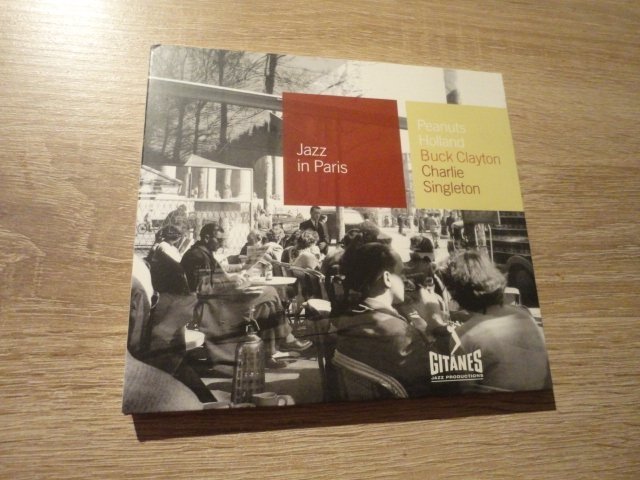 Jazz
in Paris
Peanuts
Holland
Buck Clayton
Charlie
Singleton
GITANES
JAZZ PRODUCTIONS